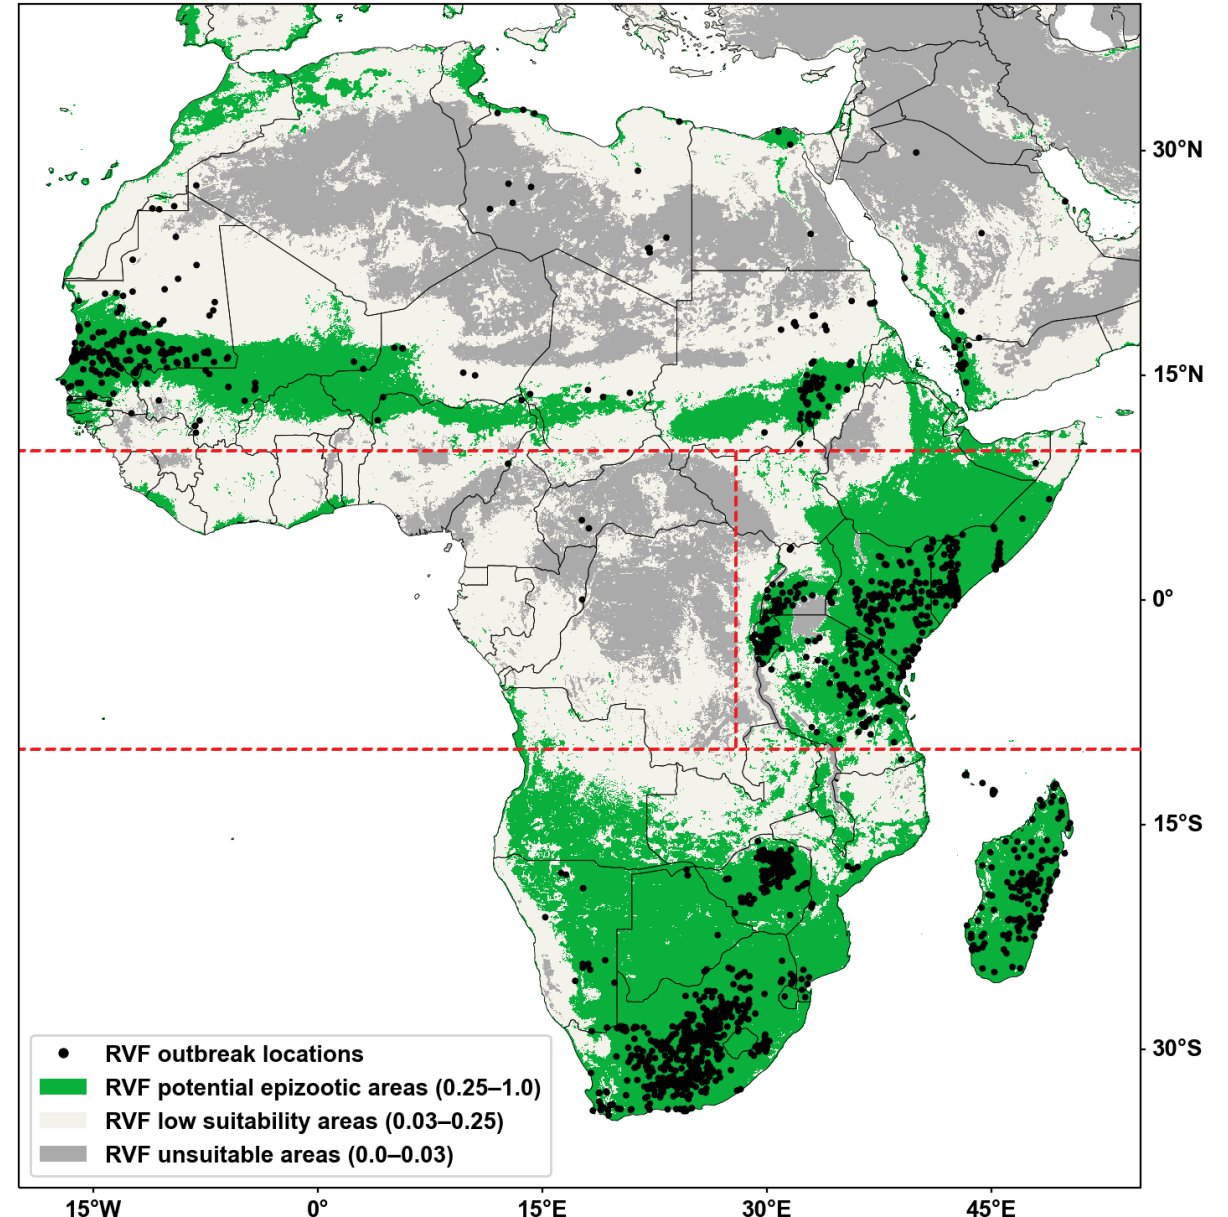 30°N
15°N
0°
15°S
30°S
RVF outbreak locations
RVF potential epizootic areas (0.25–1.0)
RVF low suitability areas (0.03–0.25)
RVF unsuitable areas (0.0–0.03)
15°W 0° 15°E 30°E 45°E